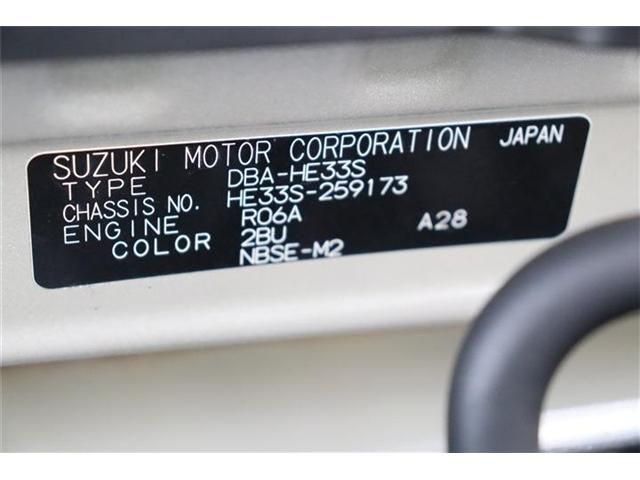 SUZUKI MOTOR CORPORATION JAPAN
TYPE DBA-HE33S
CHASSIS NO. HE33S-259173
ENGINE R06A
COLOR 2BU A28
NBSE-M2